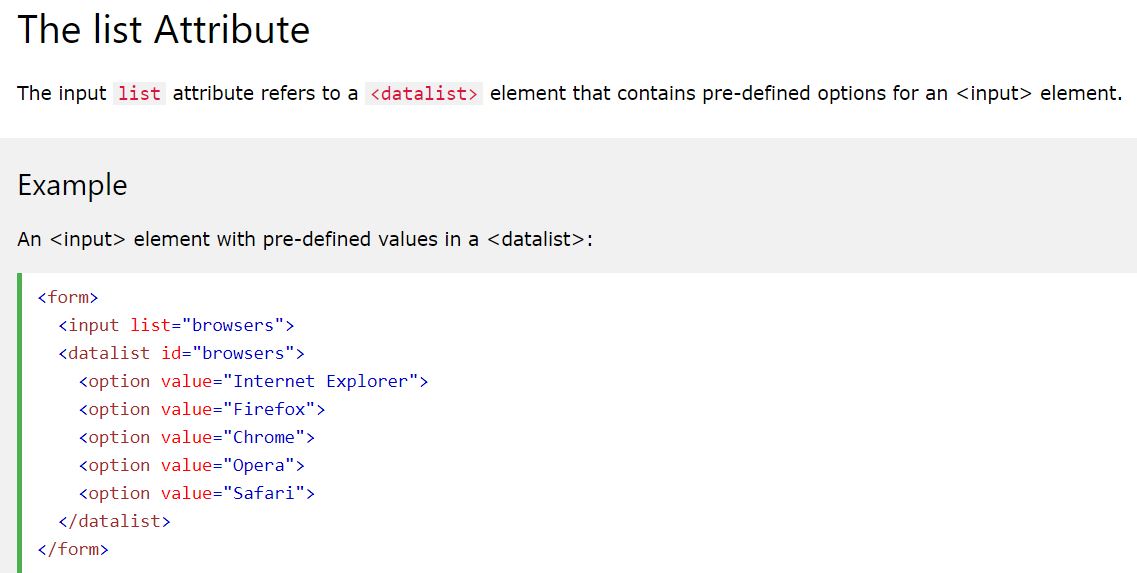 The list Attribute
The input list attribute refers to a <datalist> element that contains pre-defined options for an <input> element.
Example
An <input> element with pre-defined values in a <datalist>:
<form>
  <input list="browsers">
  <datalist id="browsers">
    <option value="Internet Explorer">
    <option value="Firefox">
    <option value="Chrome">
    <option value="Opera">
    <option value="Safari">
  </datalist>
</form>